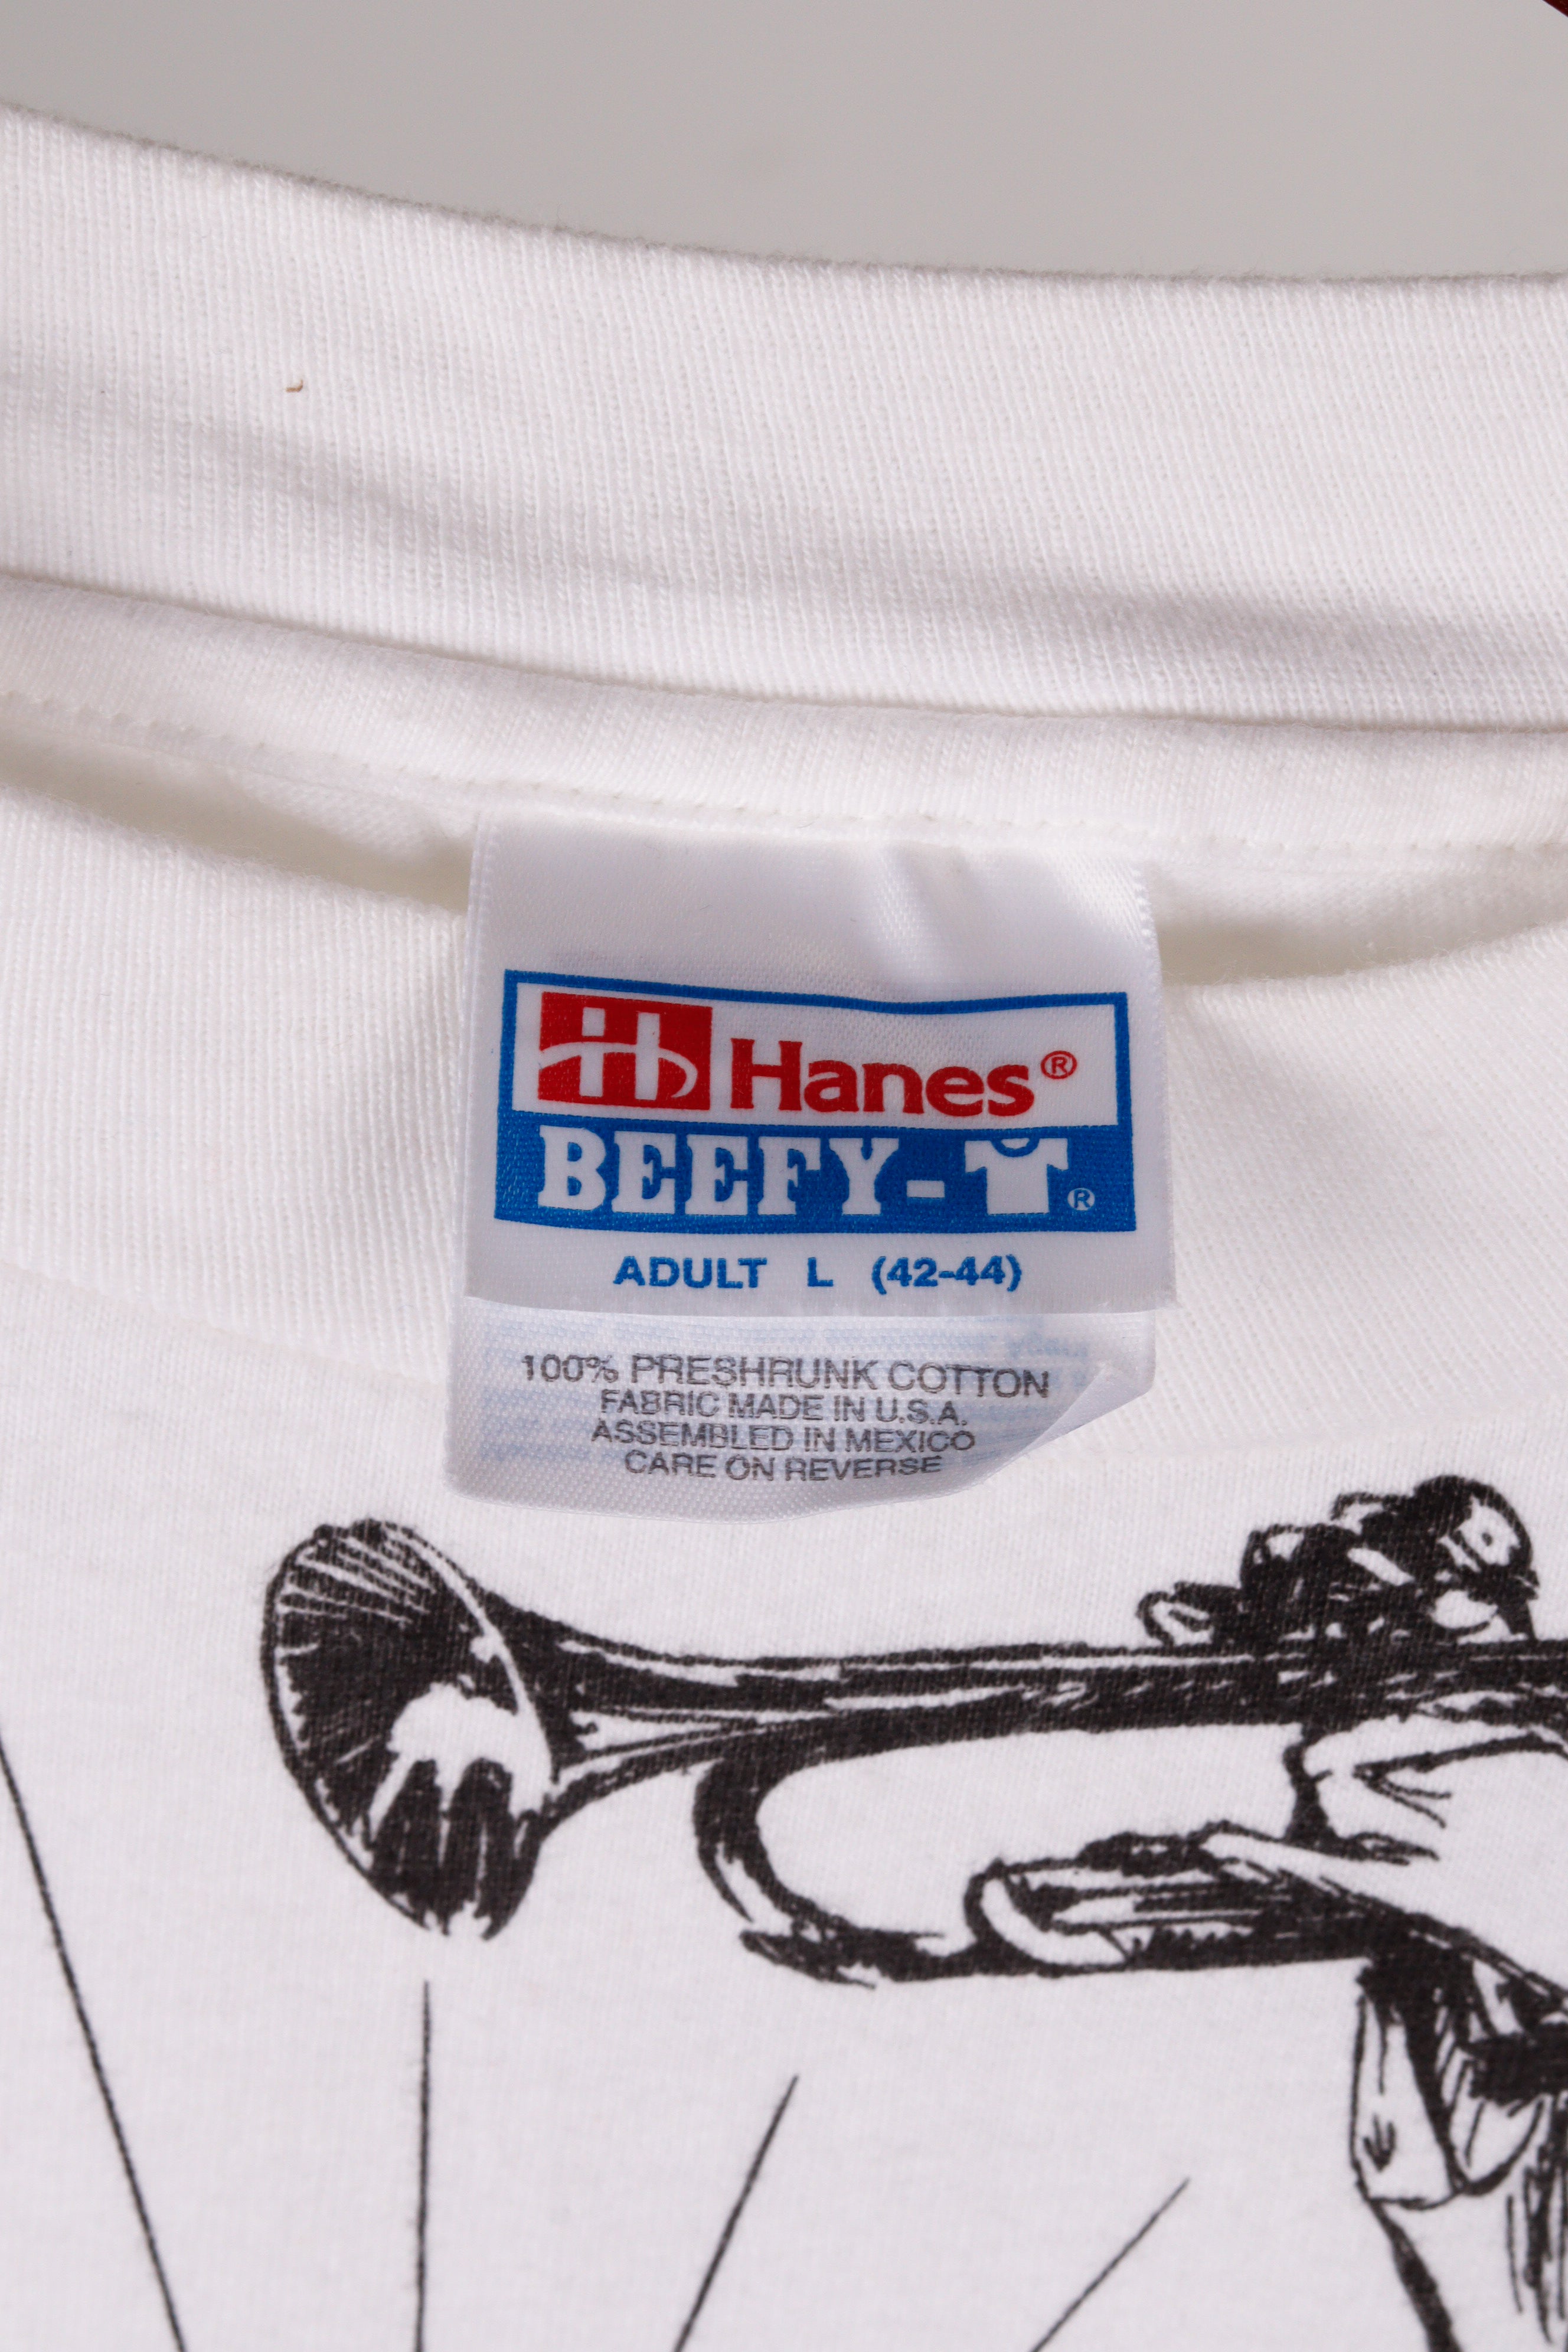 H Hanes®
BEEFY-T®
ADULT L (42-44)
100% PRESHRUNK COTTON
FABRIC MADE IN U.S.A.
ASSEMBLED IN MEXICO
CARE ON REVERSE